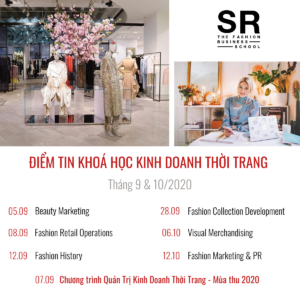 SR
THE FASHION
BUSINESS
SCHOOL
ĐIỂM TIN KHOÁ HỌC KINH DOANH THỜI TRANG
Tháng 9 & 10/2020
05.09 Beauty Marketing
08.09 Fashion Retail Operations
12.09 Fashion History
28.09 Fashion Collection Development
06.10 Visual Merchandising
12.10 Fashion Marketing & PR
07.09 Chương trình Quản Trị Kinh Doanh Thời Trang - Mùa thu 2020